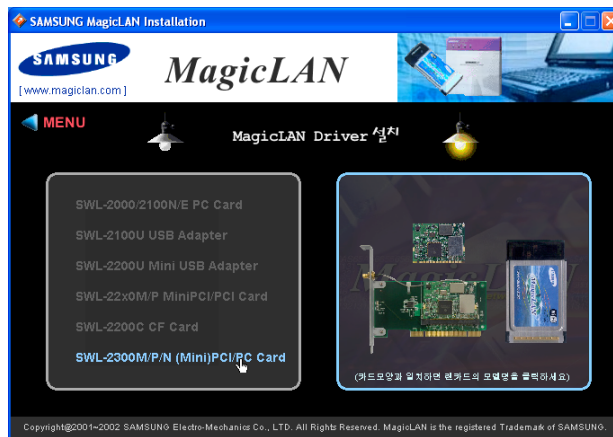 SAMSUNG MagicLAN Installation
SAMSUNG
MagicLAN
[www.magiclan.com]
MENU
MagicLAN Driver 설치
SWL-2000/2100N/E PC Card
SWL-2100U USB Adapter
SWL-2200U Mini USB Adapter
SWL-22x0M/P MiniPCI/PCI Card
SWL-2200C CF Card
SWL-2300M/P/N (Mini)PCI/PC Card
MagicLAN
(카드모양과 일치하면 랜카드의 모델명을 클릭하세요)
Copyright@2001~2002 SAMSUNG Electro-Mechanics Co., LTD. All Rights Reserved. MagicLAN is the registered Trademark of SAMSUNG.